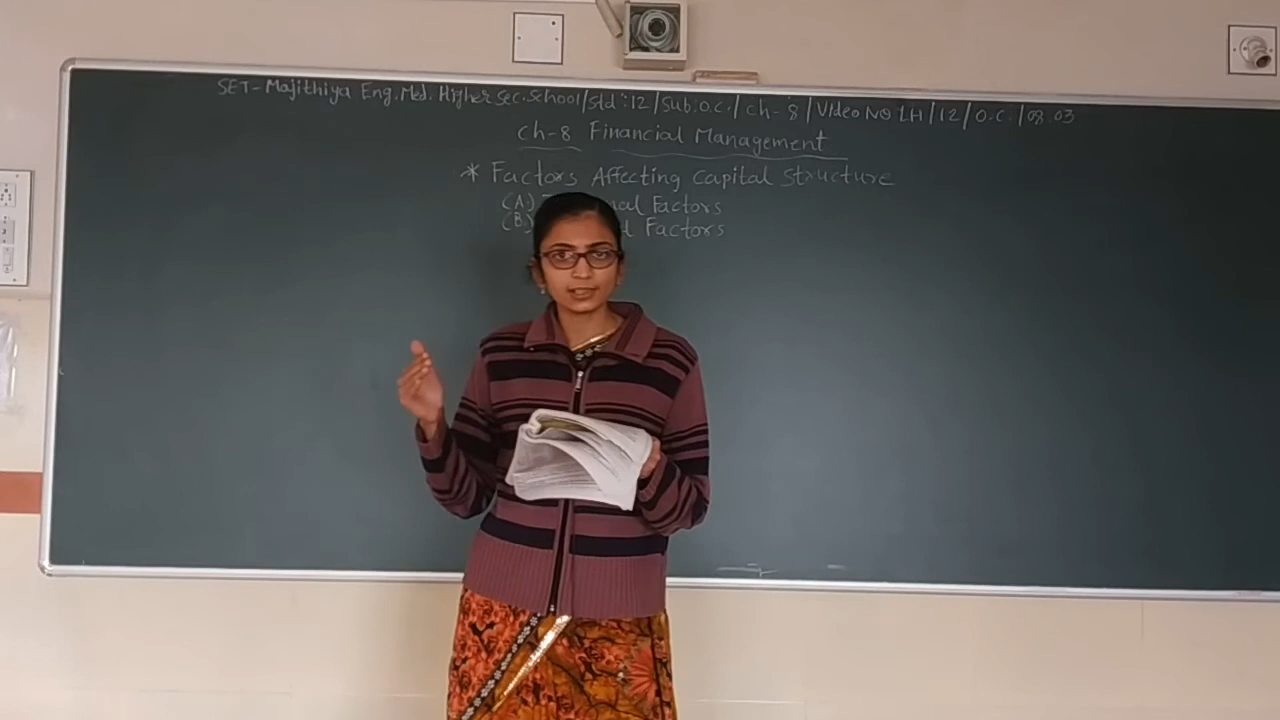 SET-Majithiya Eng.Med. Higher Sec. School/std:12/Sub:O.C./ch-8/Video No LH/12/O.C./08.03
Ch-8 Financial Management
* Factors Affecting Capital Structure
(A) Factors
(B) Factors